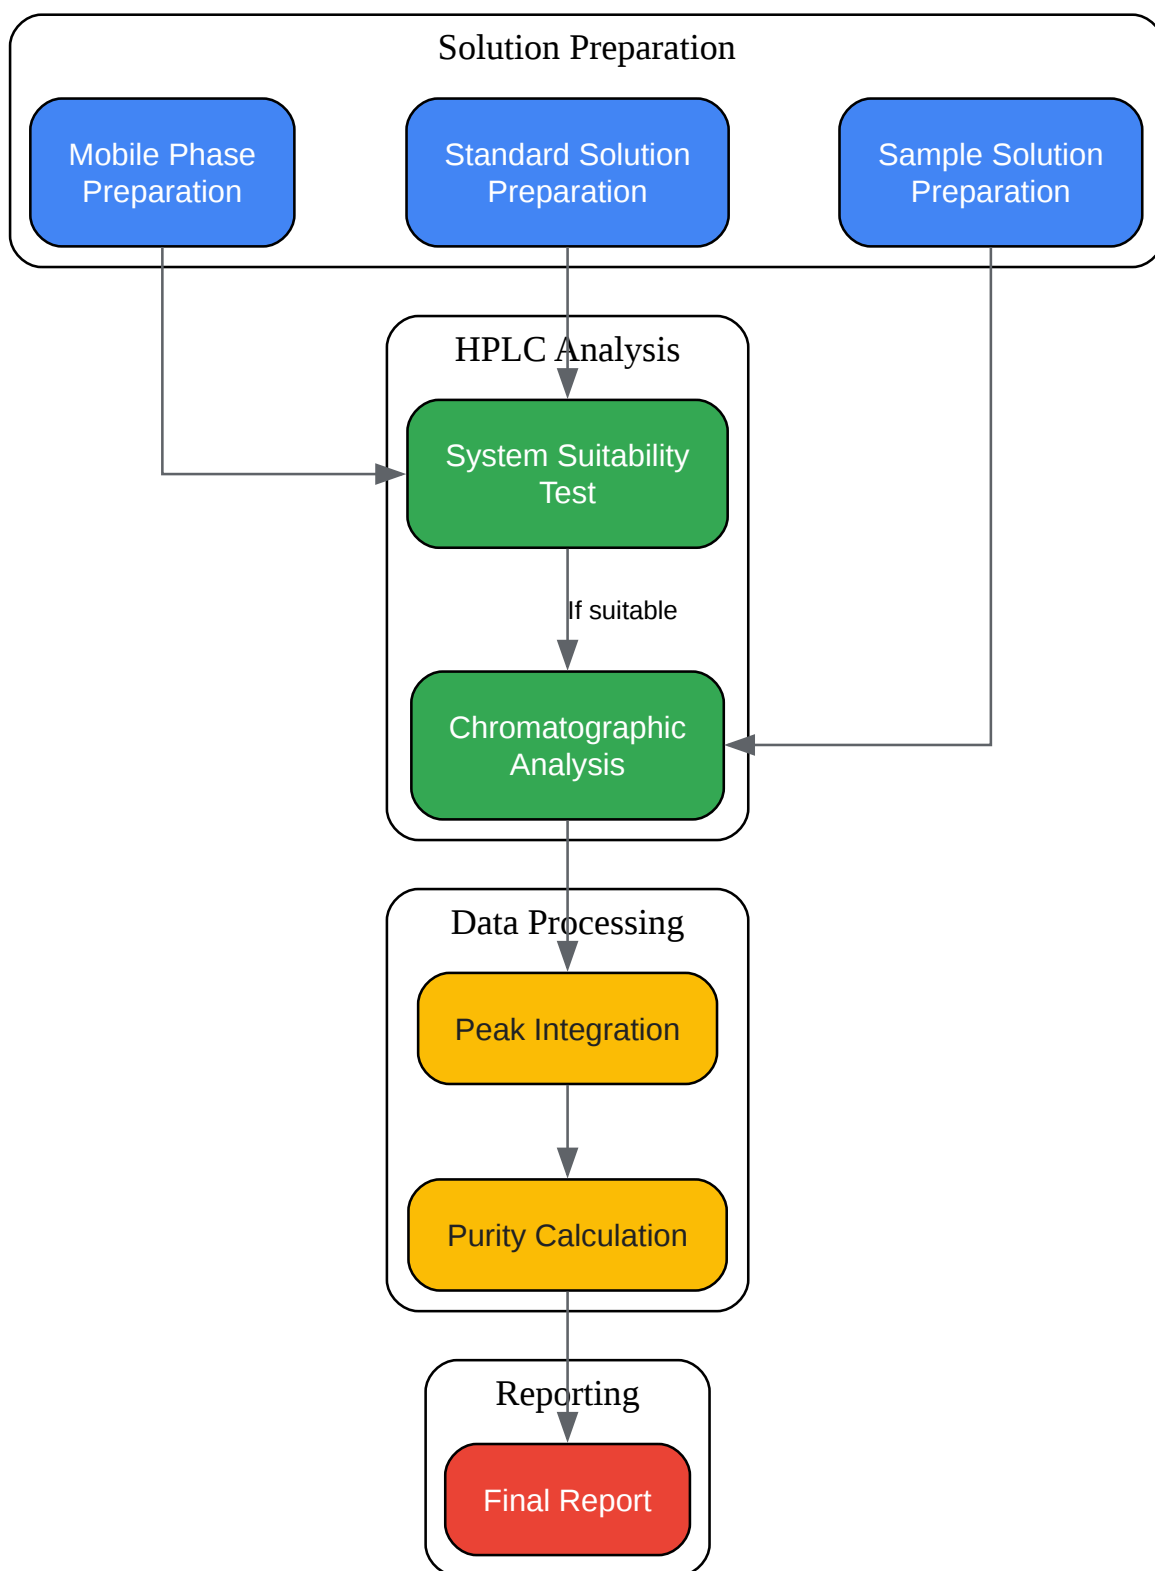 Solution Preparation
Mobile Phase
Preparation
Standard Solution
Preparation
Sample Solution
Preparation
HPLC Analysis
System Suitability
Test
If suitable
Chromatographic
Analysis
Data Processing
Peak Integration
Purity Calculation
Reporting
Final Report